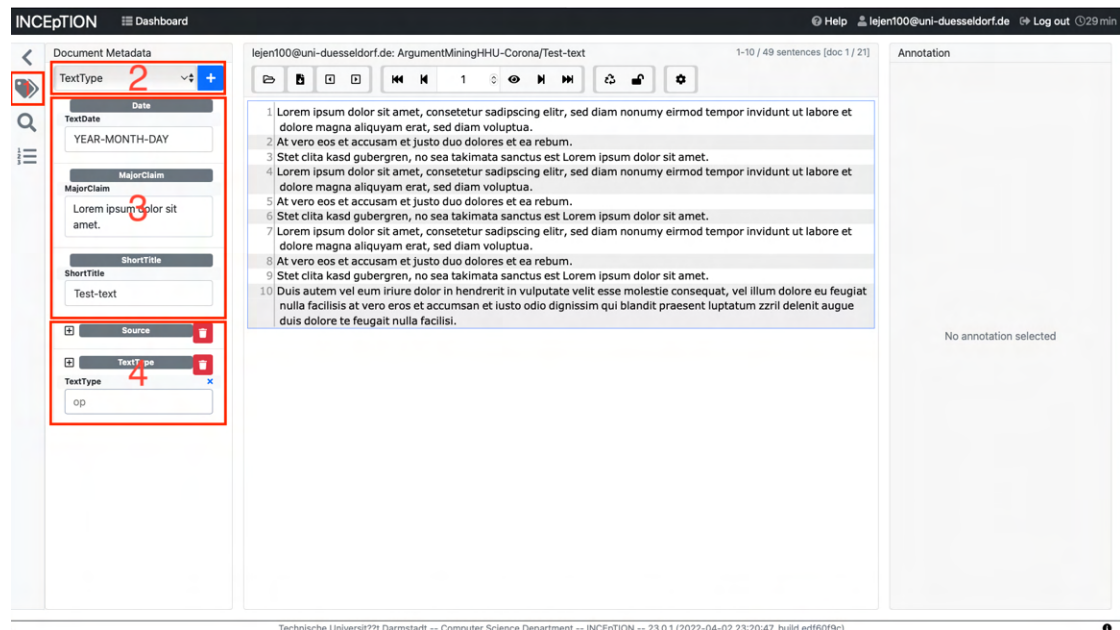 INCEpTION
Dashboard
Help
lejen100@uni-duesseldorf.de
Log out
29 min
Document Metadata
TextType
2
Date
TextDate
YEAR-MONTH-DAY
MajorClaim
MajorClaim
Lorem ipsum dolor sit
amet.
3
ShortTitle
ShortTitle
Test-text
Source
TextType
4
TextType
op
lejen100@uni-duesseldorf.de: ArgumentMiningHHU-Corona/Test-text
1-10 / 49 sentences [doc 1 / 21]
1
1 Lorem ipsum dolor sit amet, consetetur sadipscing elitr, sed diam nonumy eirmod tempor invidunt ut labore et
dolore magna aliquyam erat, sed diam voluptua.
2 At vero eos et accusam et justo duo dolores et ea rebum.
3 Stet clita kasd gubergren, no sea takimata sanctus est Lorem ipsum dolor sit amet.
4 Lorem ipsum dolor sit amet, consetetur sadipscing elitr, sed diam nonumy eirmod tempor invidunt ut labore et
dolore magna aliquyam erat, sed diam voluptua.
5 At vero eos et accusam et justo duo dolores et ea rebum.
6 Stet clita kasd gubergren, no sea takimata sanctus est Lorem ipsum dolor sit amet.
7 Lorem ipsum dolor sit amet, consetetur sadipscing elitr, sed diam nonumy eirmod tempor invidunt ut labore et
dolore magna aliquyam erat, sed diam voluptua.
8 At vero eos et accusam et justo duo dolores et ea rebum.
9 Stet clita kasd gubergren, no sea takimata sanctus est Lorem ipsum dolor sit amet.
10 Duis autem vel eum iriure dolor in hendrerit in vulputate velit esse molestie consequat, vel illum dolore eu feugiat
nulla facilisis at vero eros et accumsan et iusto odio dignissim qui blandit praesent luptatum zzril delenit augue
duis dolore te feugait nulla facilisi.
Annotation
No annotation selected
Technische Universit??t Darmstadt -- Computer Science Department -- INCEpTION -- 23.0.1 (2022-04-02 23:20:47, build edf60f9c)